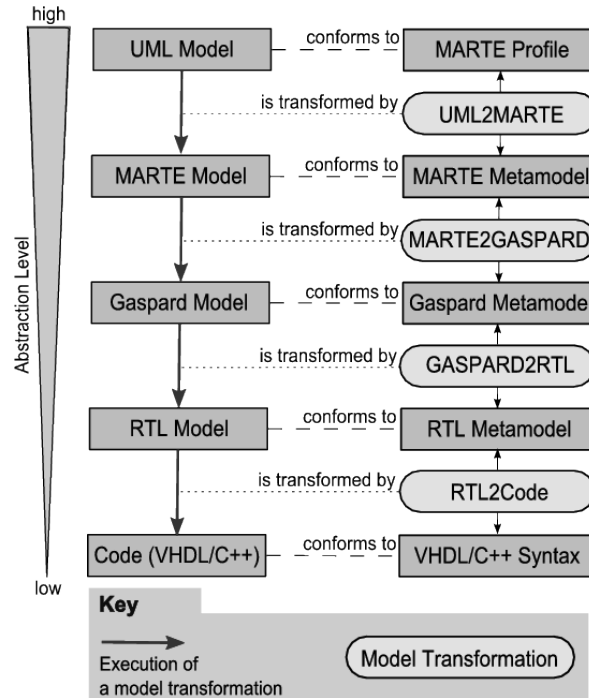 high
UML Model
conforms to
MARTE Profile
is transformed by
UML2MARTE
MARTE Model
conforms to
MARTE Metamodel
is transformed by
MARTE2GASPARD
Abstraction Level
Gaspard Model
conforms to
Gaspard Metamodel
is transformed by
GASPARD2RTL
RTL Model
conforms to
RTL Metamodel
is transformed by
RTL2Code
Code (VHDL/C++)
conforms to
VHDL/C++ Syntax
low
Key
Execution of
a model transformation
Model Transformation